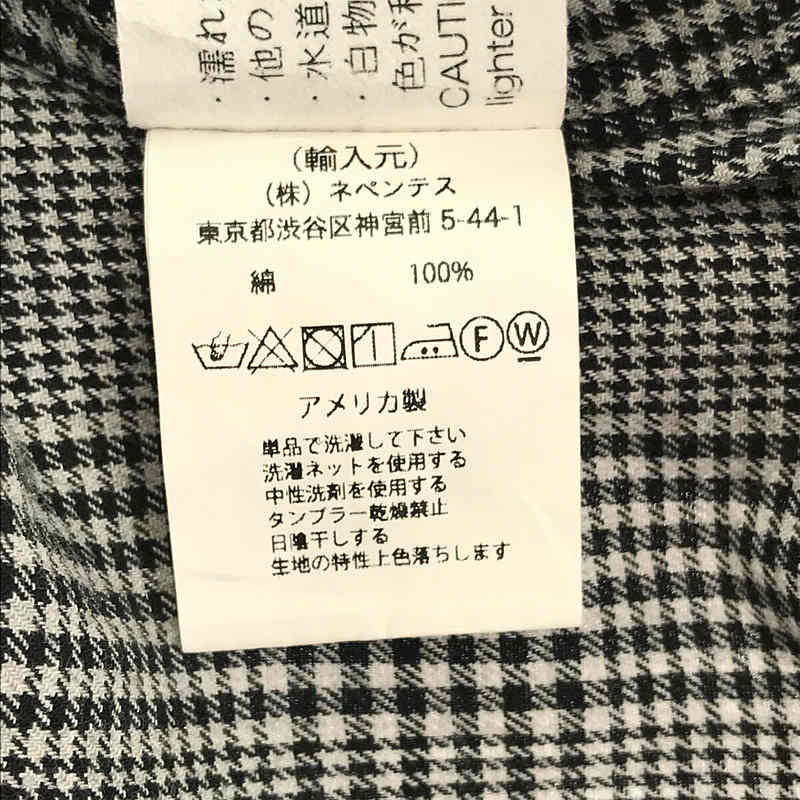 ・濡れ
・他の
・水道
・白物
色が
CAUTI
lighter
（輸入元）
（株）ネペンテス
東京都渋谷区神宮前 5-44-1
綿 100%
F W
アメリカ製
単品で洗濯して下さい
洗濯ネットを使用する
中性洗剤を使用する
タンブラー乾燥禁止
日陰干しする
生地の特性上色落ちします